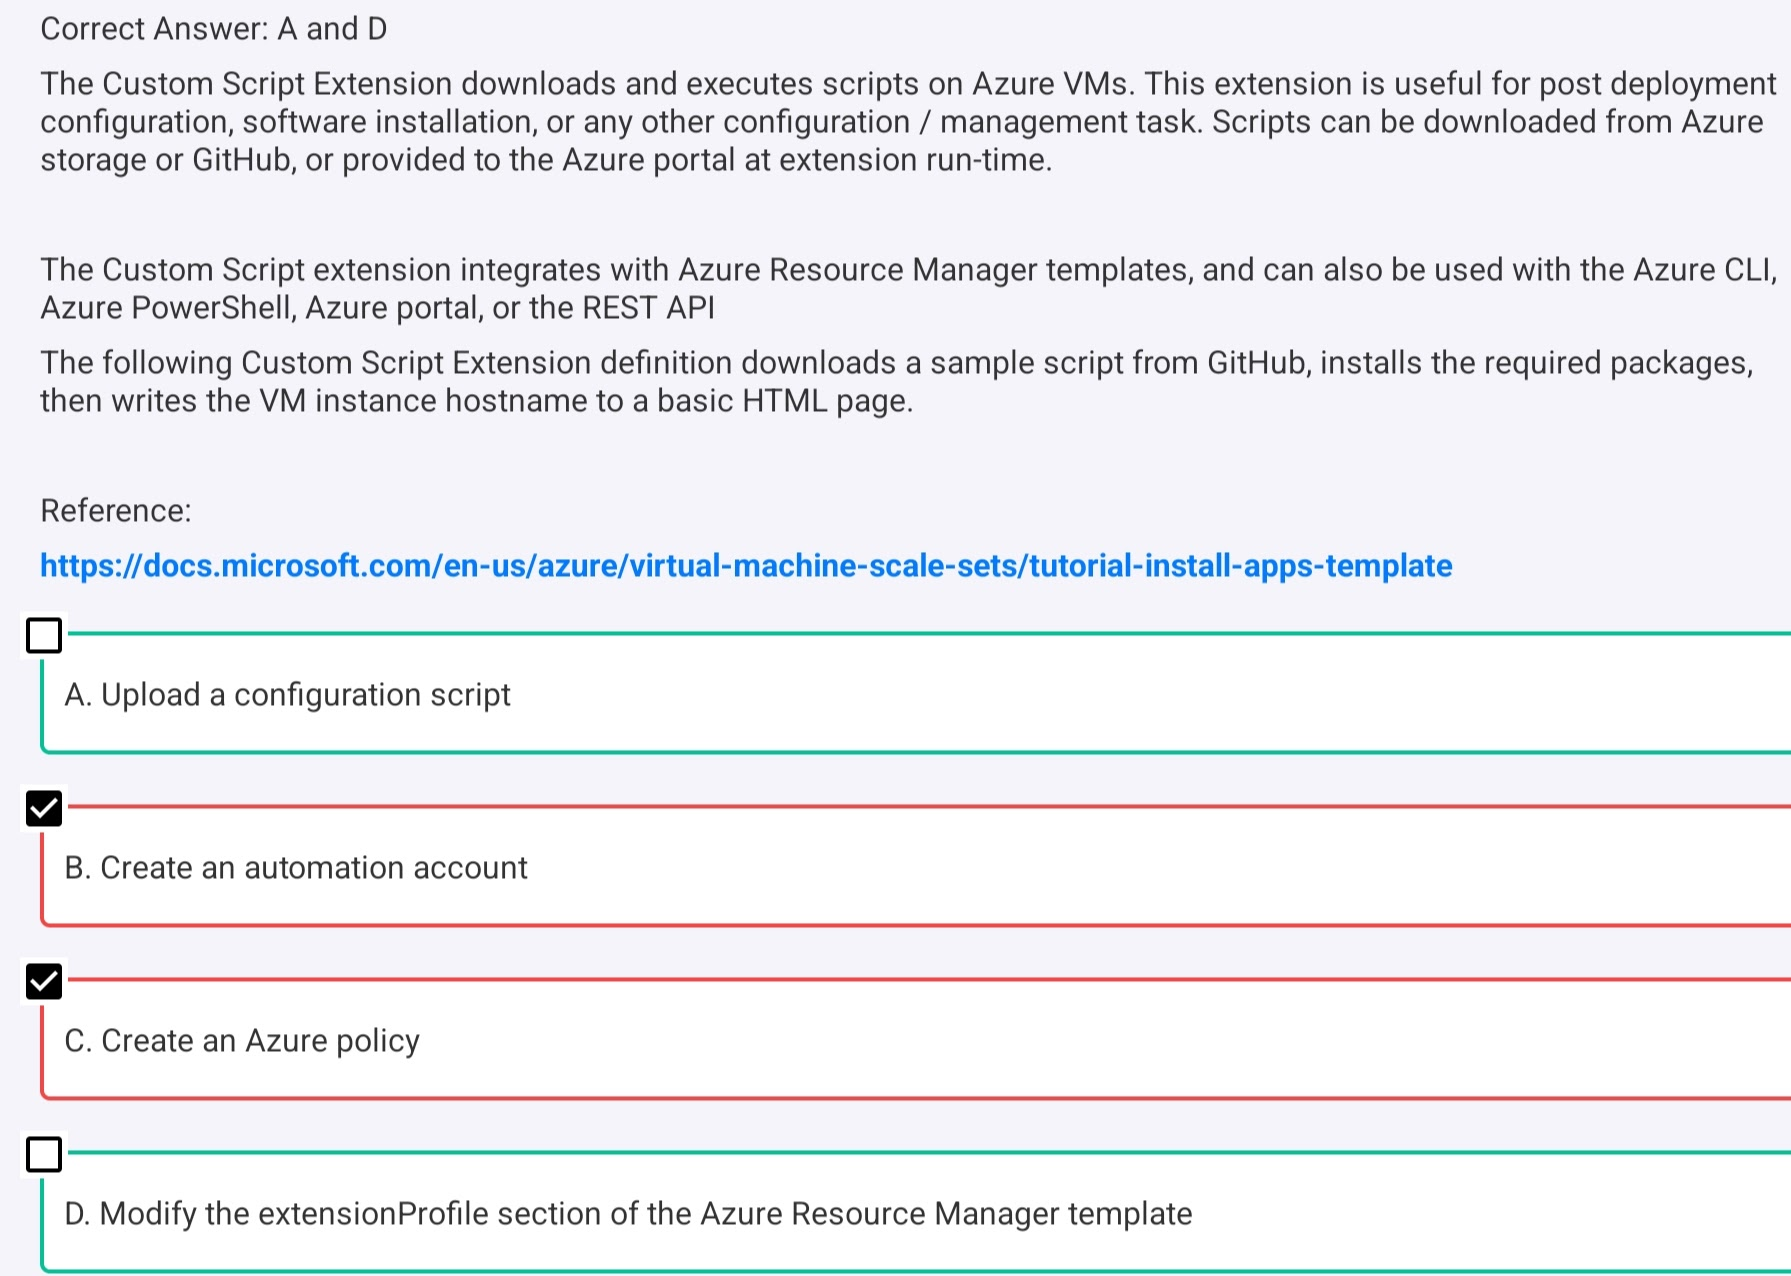 Correct Answer: A and D
The Custom Script Extension downloads and executes scripts on Azure VMs. This extension is useful for post deployment
configuration, software installation, or any other configuration / management task. Scripts can be downloaded from Azure
storage or GitHub, or provided to the Azure portal at extension run-time.
The Custom Script extension integrates with Azure Resource Manager templates, and can also be used with the Azure CLI,
Azure PowerShell, Azure portal, or the REST API
The following Custom Script Extension definition downloads a sample script from GitHub, installs the required packages,
then writes the VM instance hostname to a basic HTML page.
Reference:
https://docs.microsoft.com/en-us/azure/virtual-machine-scale-sets/tutorial-install-apps-template
A. Upload a configuration script
B. Create an automation account
C. Create an Azure policy
D. Modify the extensionProfile section of the Azure Resource Manager template